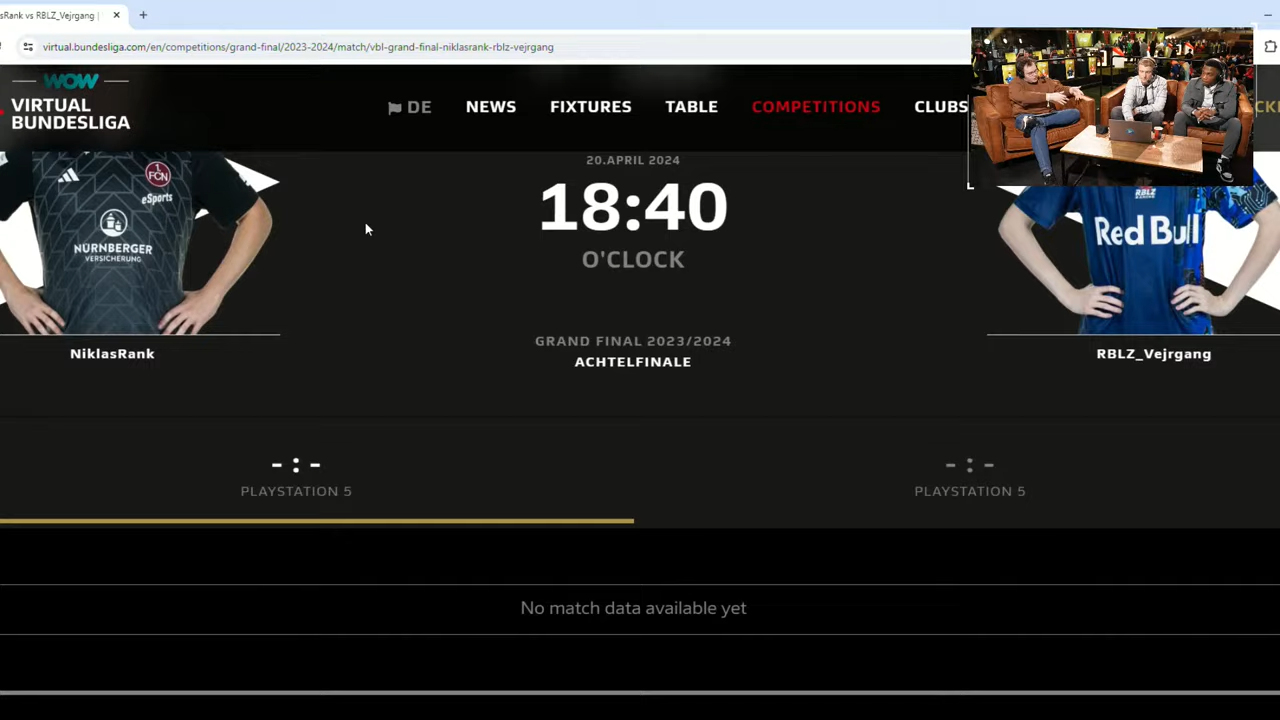 sRank vs RBLZ_Vejrgang |
virtual.bundesliga.com/en/competitions/grand-final/2023-2024/match/vbl-grand-final-niklasrank-rblz-vejrgang
WOW
VIRTUAL
BUNDESLIGA
DE NEWS FIXTURES TABLE COMPETITIONS CLUBS
20.APRIL 2024
18:40
O'CLOCK
1.FCN
eSports
NÜRNBERGER
VERSICHERUNG
RBLZ
Red Bull
GRAND FINAL 2023/2024
ACHTELFINALE
NiklasRank
RBLZ_Vejrgang
- : -
PLAYSTATION 5
- : -
PLAYSTATION 5
No match data available yet